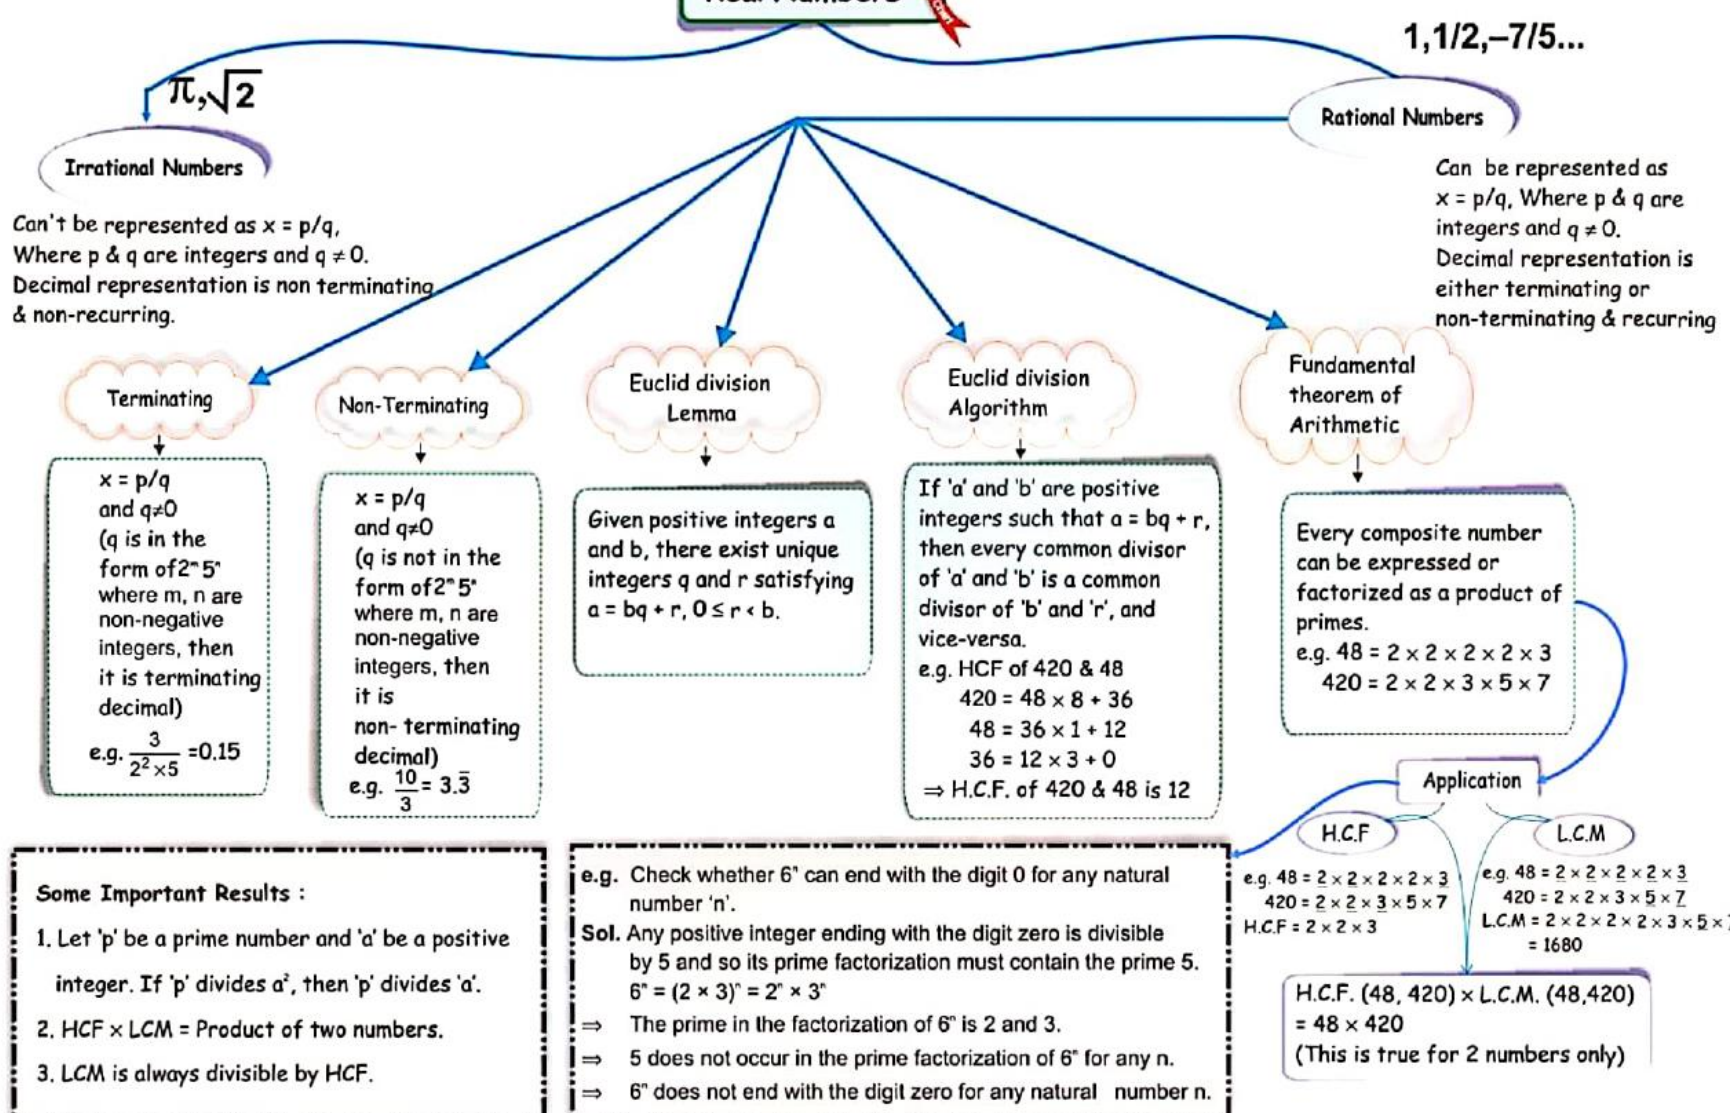 Real Numbers
1,1/2,–7/5...
π,√2
Rational Numbers
Irrational Numbers
Can't be represented as x = p/q,
Where p & q are integers and q ≠ 0.
Decimal representation is non terminating
& non-recurring.
Can be represented as
x = p/q, Where p & q are
integers and q ≠ 0.
Decimal representation is
either terminating or
non-terminating & recurring
Terminating
x = p/q
and q≠0
(q is in the
form of 2ᵐ 5ⁿ
where m, n are
non-negative
integers, then
it is terminating
decimal)
e.g. 3/(2² ×5) =0.15
Non-Terminating
x = p/q
and q≠0
(q is not in the
form of 2ᵐ 5ⁿ
where m, n are
non-negative
integers, then
it is
non- terminating
decimal)
e.g. 10/3 = 3.3̄
Euclid division
Lemma
Given positive integers a
and b, there exist unique
integers q and r satisfying
a = bq + r, 0 ≤ r < b.
Euclid division
Algorithm
If 'a' and 'b' are positive
integers such that a = bq + r,
then every common divisor
of 'a' and 'b' is a common
divisor of 'b' and 'r', and
vice-versa.
e.g. HCF of 420 & 48
420 = 48 × 8 + 36
48 = 36 × 1 + 12
36 = 12 × 3 + 0
⇒ H.C.F. of 420 & 48 is 12
Fundamental
theorem of
Arithmetic
Every composite number
can be expressed or
factorized as a product of
primes.
e.g. 48 = 2 × 2 × 2 × 2 × 3
420 = 2 × 2 × 3 × 5 × 7
Application
H.C.F
e.g. 48 = 2 × 2 × 2 × 2 × 3
420 = 2 × 2 × 3 × 5 × 7
H.C.F = 2 × 2 × 3
L.C.M
e.g. 48 = 2 × 2 × 2 × 2 × 3
420 = 2 × 2 × 3 × 5 × 7
L.C.M = 2 × 2 × 2 × 2 × 3 × 5 ×
= 1680
H.C.F. (48, 420) × L.C.M. (48,420)
= 48 × 420
(This is true for 2 numbers only)
Some Important Results :
1. Let 'p' be a prime number and 'a' be a positive
integer. If 'p' divides a², then 'p' divides 'a'.
2. HCF × LCM = Product of two numbers.
3. LCM is always divisible by HCF.
e.g. Check whether 6ⁿ can end with the digit 0 for any natural
number 'n'.
Sol. Any positive integer ending with the digit zero is divisible
by 5 and so its prime factorization must contain the prime 5.
6ⁿ = (2 × 3)ⁿ = 2ⁿ × 3ⁿ
⇒ The prime in the factorization of 6ⁿ is 2 and 3.
⇒ 5 does not occur in the prime factorization of 6ⁿ for any n.
⇒ 6ⁿ does not end with the digit zero for any natural number n.